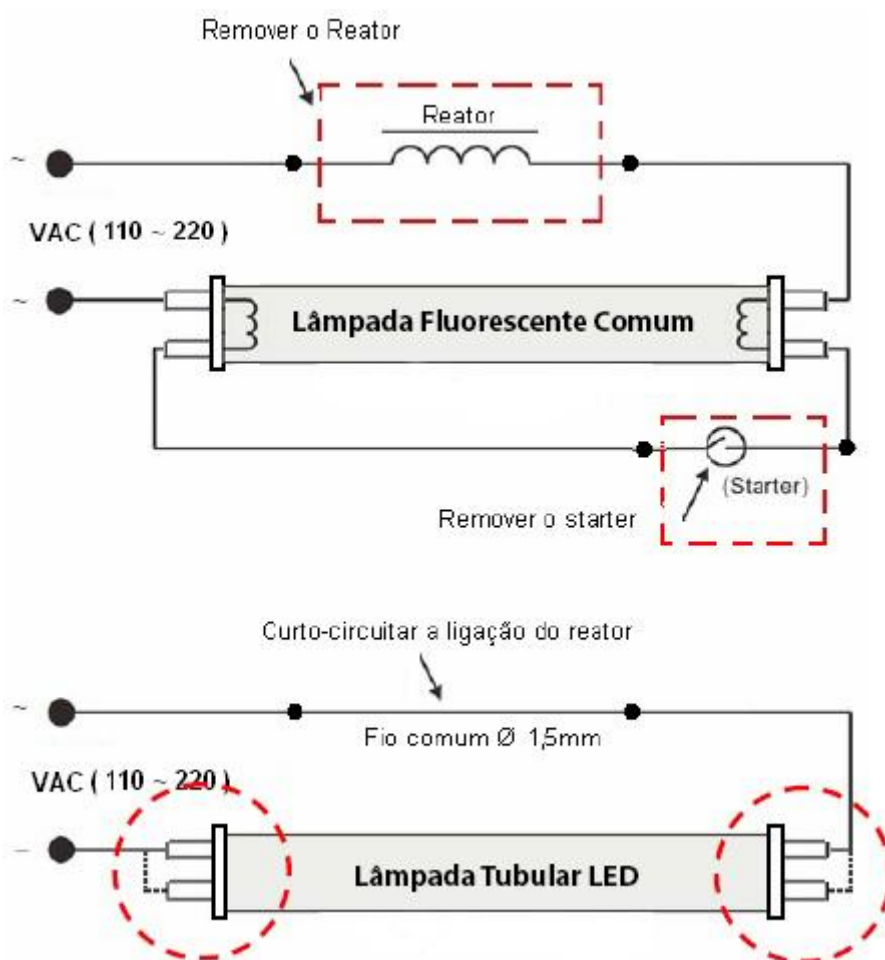 Remover o Reator
Reator
~
VAC ( 110 ~ 220 )
~
Lâmpada Fluorescente Comum
(Starter)
Remover o starter
Curto-circuitar a ligação do reator
~
Fio comum Ø 1,5mm
VAC ( 110 ~ 220 )
~
Lâmpada Tubular LED